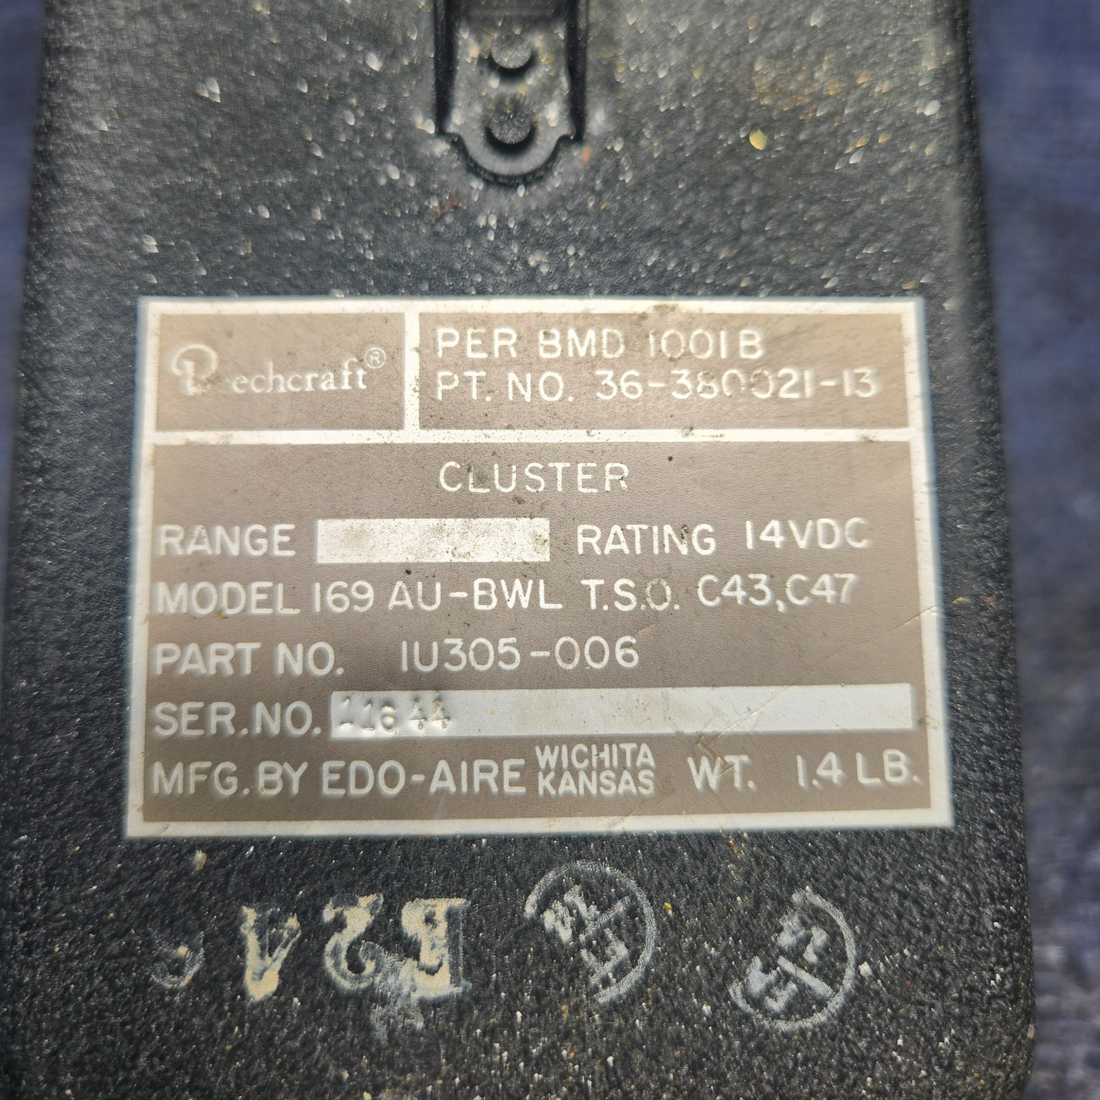 Beechcraft®
PER BMD 1001B
PT. NO. 36-380021-13
CLUSTER
RANGE RATING 14VDC
MODEL 169 AU-BWL T.S.O. C43,C47
PART NO. 1U305-006
SER.NO. 11644
MFG. BY EDO-AIRE WICHITA KANSAS WT. 1.4 LB.